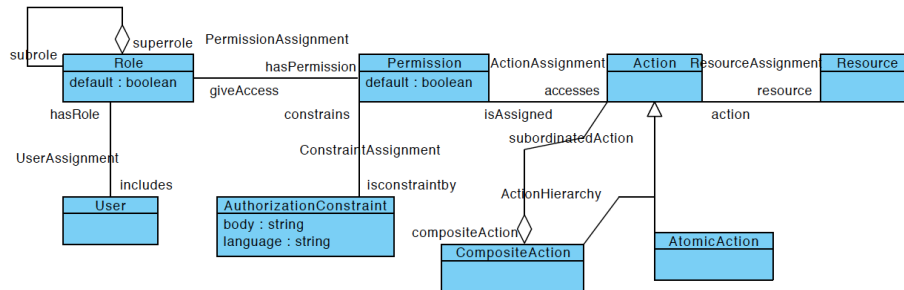 subrole
superrole
PermissionAssignment
Role
default : boolean
hasPermission
giveAccess
Permission
default : boolean
ActionAssignment
accesses
isAssigned
Action
ResourceAssignment
resource
action
Resource
hasRole
UserAssignment
includes
User
constrains
ConstraintAssignment
isconstraintby
AuthorizationConstraint
body : string
language : string
subordinatedAction
ActionHierarchy
compositeAction
CompositeAction
AtomicAction